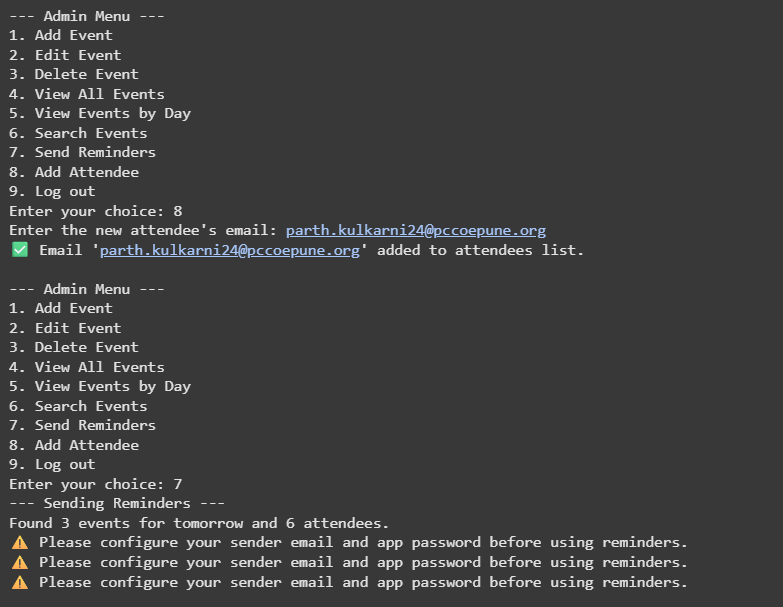 --- Admin Menu ---
1. Add Event
2. Edit Event
3. Delete Event
4. View All Events
5. View Events by Day
6. Search Events
7. Send Reminders
8. Add Attendee
9. Log out
Enter your choice: 8
Enter the new attendee's email: parth.kulkarni24@pccoepune.org
✅ Email 'parth.kulkarni24@pccoepune.org' added to attendees list.

--- Admin Menu ---
1. Add Event
2. Edit Event
3. Delete Event
4. View All Events
5. View Events by Day
6. Search Events
7. Send Reminders
8. Add Attendee
9. Log out
Enter your choice: 7
--- Sending Reminders ---
Found 3 events for tomorrow and 6 attendees.
⚠️ Please configure your sender email and app password before using reminders.
⚠️ Please configure your sender email and app password before using reminders.
⚠️ Please configure your sender email and app password before using reminders.